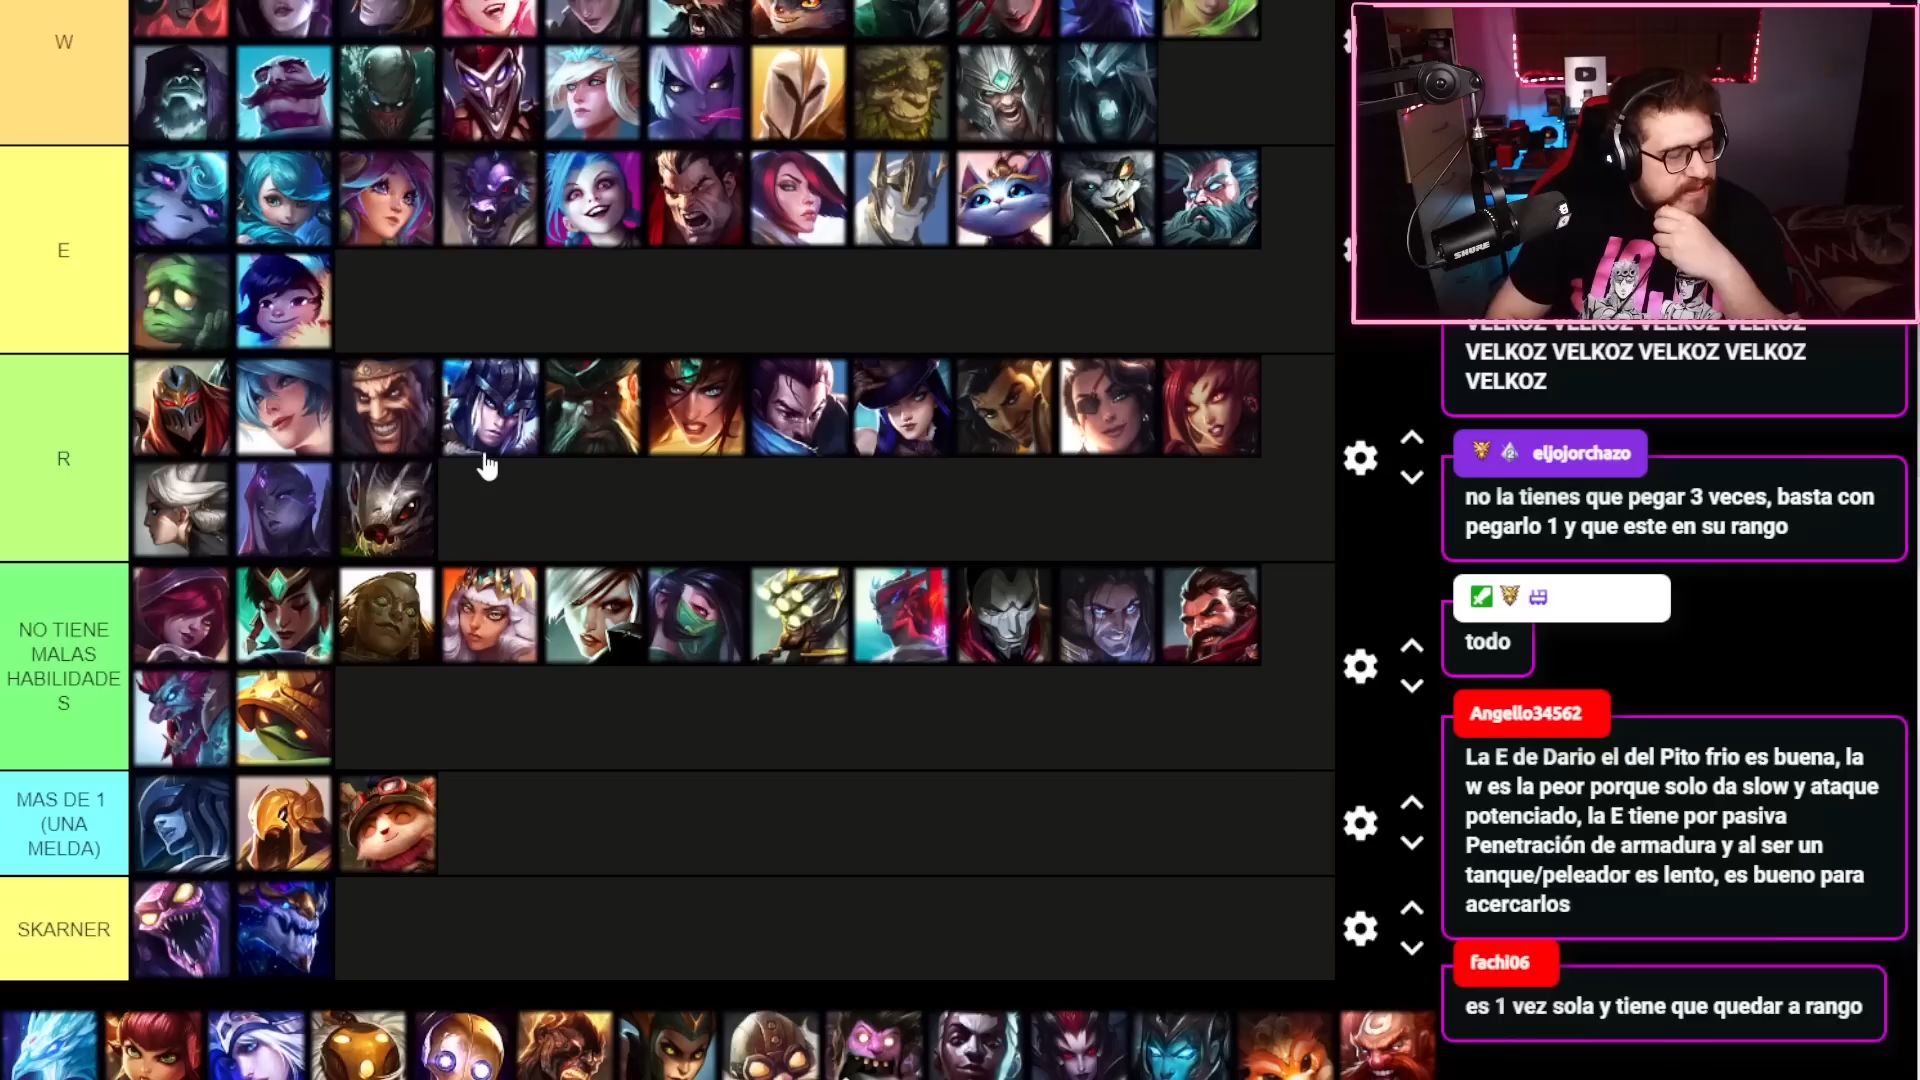 W
E
R
NO TIENE
MALAS
HABILIDADE
S
MAS DE 1
(UNA
MELDA)
SKARNER
SHURE
VELKOZ VELKOZ VELKOZ VELKOZ
VELKOZ VELKOZ VELKOZ VELKOZ
VELKOZ
eljojorchazo
no la tienes que pegar 3 veces, basta con
pegarlo 1 y que este en su rango
todo
Angello34562
La E de Dario el del Pito frio es buena, la
w es la peor porque solo da slow y ataque
potenciado, la E tiene por pasiva
Penetración de armadura y al ser un
tanque/peleador es lento, es bueno para
acercarlos
fachi06
es 1 vez sola y tiene que quedar a rango